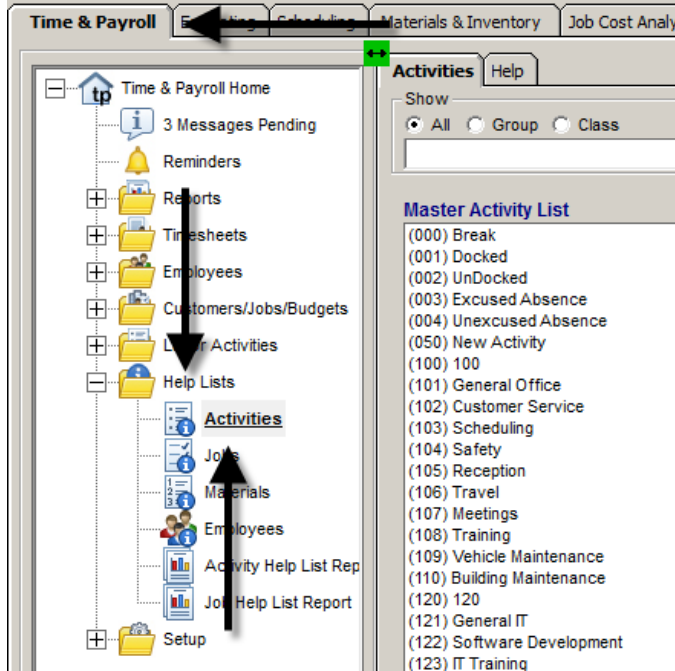 Time & Payroll
Scheduling
Materials & Inventory
Job Cost Analy
Time & Payroll Home
3 Messages Pending
Reminders
Reports
Timesheets
Employees
Customers/Jobs/Budgets
Labor Activities
Help Lists
Activities
Jobs
Materials
Employees
Activity Help List Rep
Job Help List Report
Setup
Activities
Help
Show
All Group Class
Master Activity List
(000) Break
(001) Docked
(002) UnDocked
(003) Excused Absence
(004) Unexcused Absence
(050) New Activity
(100) 100
(101) General Office
(102) Customer Service
(103) Scheduling
(104) Safety
(105) Reception
(106) Travel
(107) Meetings
(108) Training
(109) Vehicle Maintenance
(110) Building Maintenance
(120) 120
(121) General IT
(122) Software Development
(123) IT Training